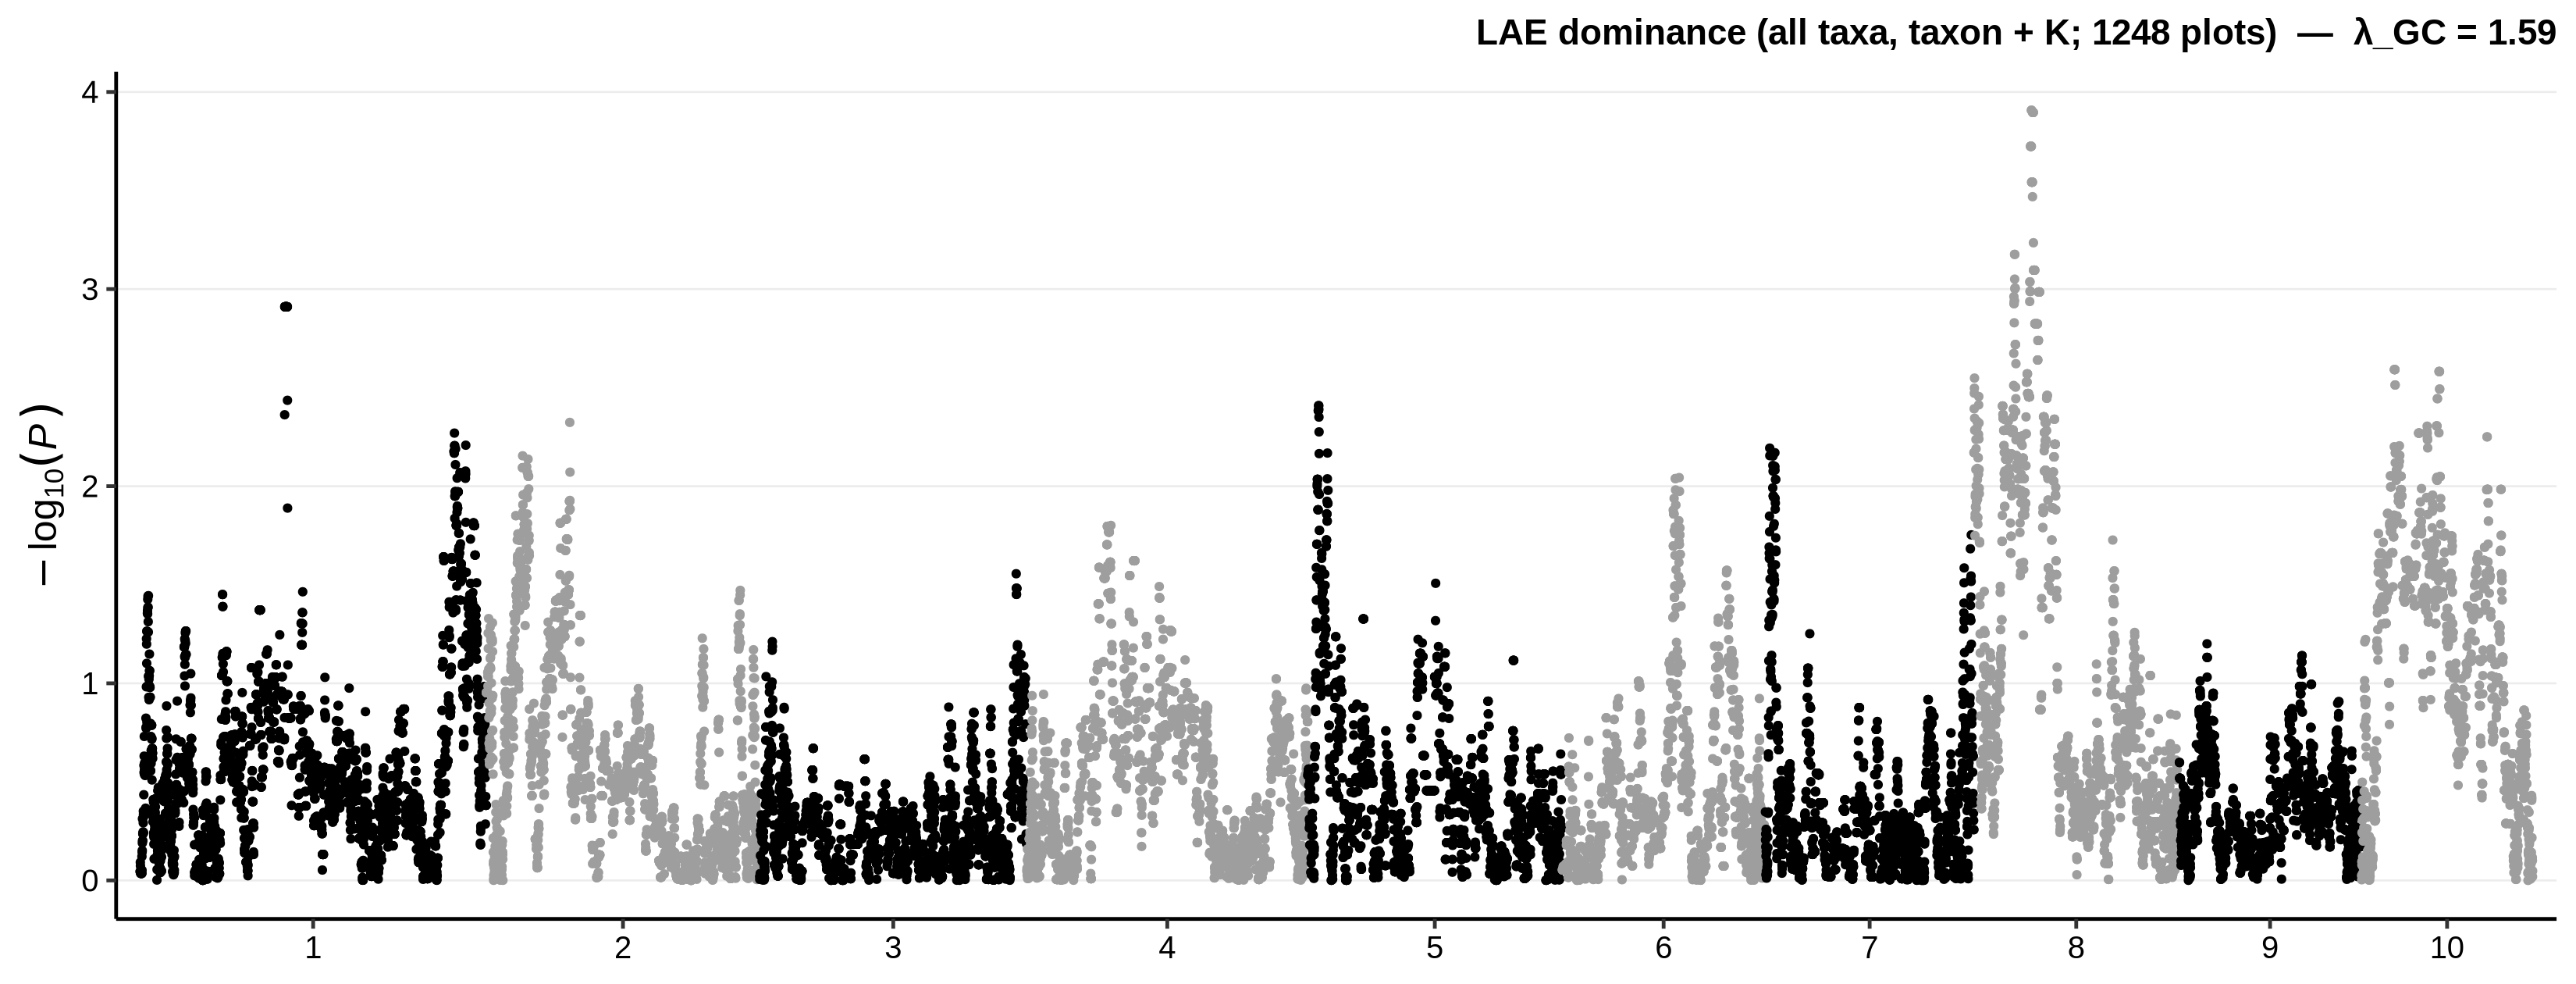 LAE dominance (all taxa, taxon + K; 1248 plots) — λ_GC = 1.59
− log10(P)
4
3
2
1
0
1 2 3 4 5 6 7 8 9 10